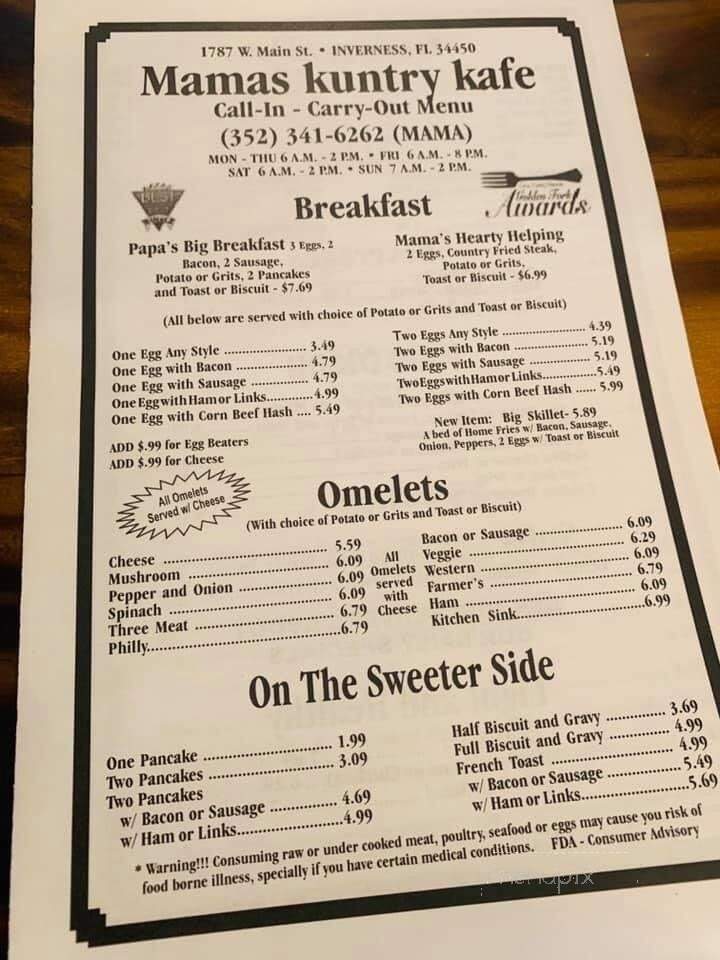 1787 W. Main St. • INVERNESS, FL 34450
Mamas kuntry kafe
Call-In - Carry-Out Menu
(352) 341-6262 (MAMA)
MON - THU 6 A.M. - 2 P.M. • FRI 6 A.M. - 8 P.M.
SAT 6 A.M. - 2 P.M. • SUN 7 A.M. - 2 P.M.
BEST
Golden Fork
Awards
Breakfast
Papa's Big Breakfast 3 Eggs, 2
Bacon, 2 Sausage,
Potato or Grits, 2 Pancakes
and Toast or Biscuit - $7.69
Mama's Hearty Helping
2 Eggs, Country Fried Steak,
Potato or Grits,
Toast or Biscuit - $6.99
(All below are served with choice of Potato or Grits and Toast or Biscuit)
One Egg Any Style .................... 3.49
One Egg with Bacon ................. 4.79
One Egg with Sausage .............. 4.79
One Egg with Ham or Links............ 4.99
One Egg with Corn Beef Hash .... 5.49
Two Eggs Any Style .................... 4.39
Two Eggs with Bacon ................. 5.19
Two Eggs with Sausage ............... 5.19
Two Eggs with Ham or Links.............. 5.49
Two Eggs with Corn Beef Hash ...... 5.99
ADD $.99 for Egg Beaters
ADD $.99 for Cheese
New Item: Big Skillet- 5.89
A bed of Home Fries w/ Bacon, Sausage,
Onion, Peppers, 2 Eggs w/ Toast or Biscuit
All Omelets
Served w/ Cheese
Omelets
(With choice of Potato or Grits and Toast or Biscuit)
Cheese ................................. 5.59
Mushroom ............................ 6.09
Pepper and Onion .................. 6.09
Spinach ................................ 6.09
Three Meat ........................... 6.79
Philly.......................................6.79
All
Omelets
served
with
Cheese
Bacon or Sausage ................. 6.09
Veggie ................................ 6.29
Western .............................. 6.09
Farmer's ............................. 6.79
Ham .................................... 6.09
Kitchen Sink..........................6.99
On The Sweeter Side
One Pancake .......................... 1.99
Two Pancakes ......................... 3.09
Two Pancakes
w/ Bacon or Sausage .............. 4.69
w/ Ham or Links......................4.99
Half Biscuit and Gravy ............ 3.69
Full Biscuit and Gravy ............ 4.99
French Toast ......................... 4.99
w/ Bacon or Sausage ............... 5.49
w/ Ham or Links......................5.69
* Warning!!! Consuming raw or under cooked meat, poultry, seafood or eggs may cause you risk of
food borne illness, specially if you have certain medical conditions. FDA - Consumer Advisory